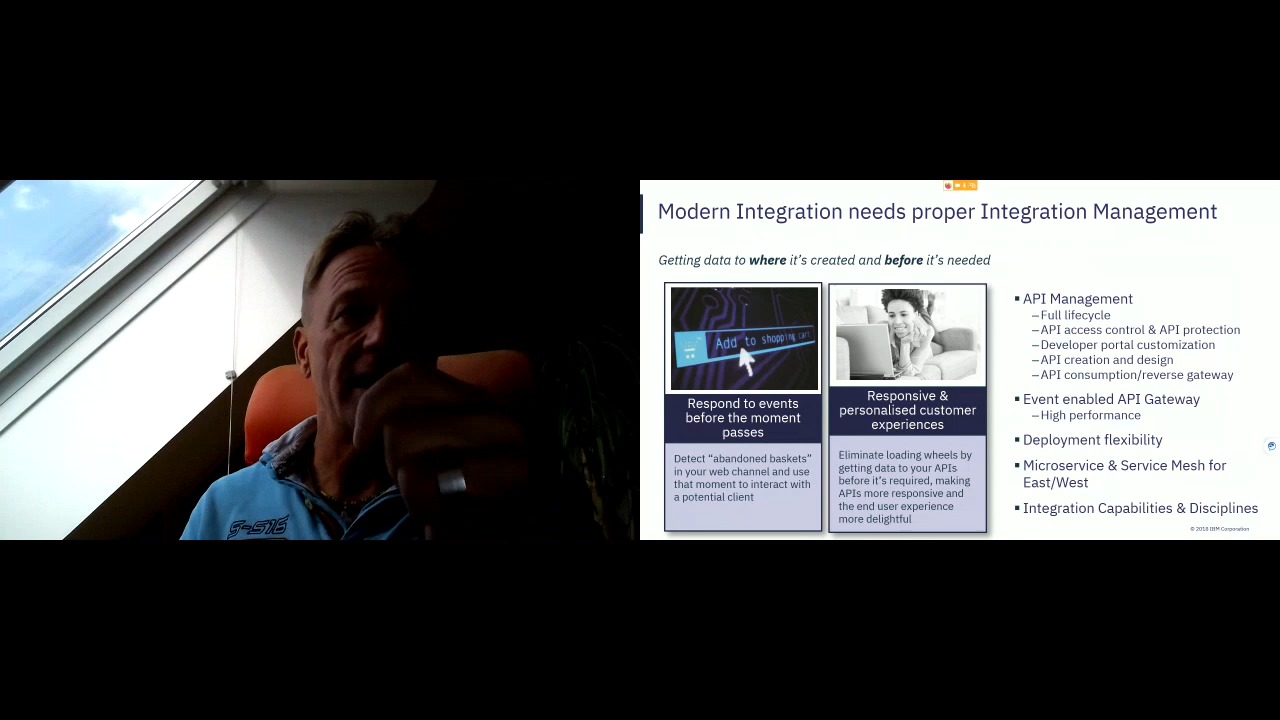 Modern Integration needs proper Integration Management
Getting data to where it's created and before it's needed
Add to shopping cart
Respond to events
before the moment
passes
Detect “abandoned baskets”
in your web channel and use
that moment to interact with
a potential client
Responsive &
personalised customer
experiences
Eliminate loading wheels by
getting data to your APIs
before it's required, making
APIs more responsive and
the end user experience
more delightful
▪ API Management
–Full lifecycle
–API access control & API protection
–Developer portal customization
–API creation and design
–API consumption/reverse gateway
▪ Event enabled API Gateway
–High performance
▪ Deployment flexibility
▪ Microservice & Service Mesh for
East/West
▪ Integration Capabilities & Disciplines
© 2018 IBM Corporation